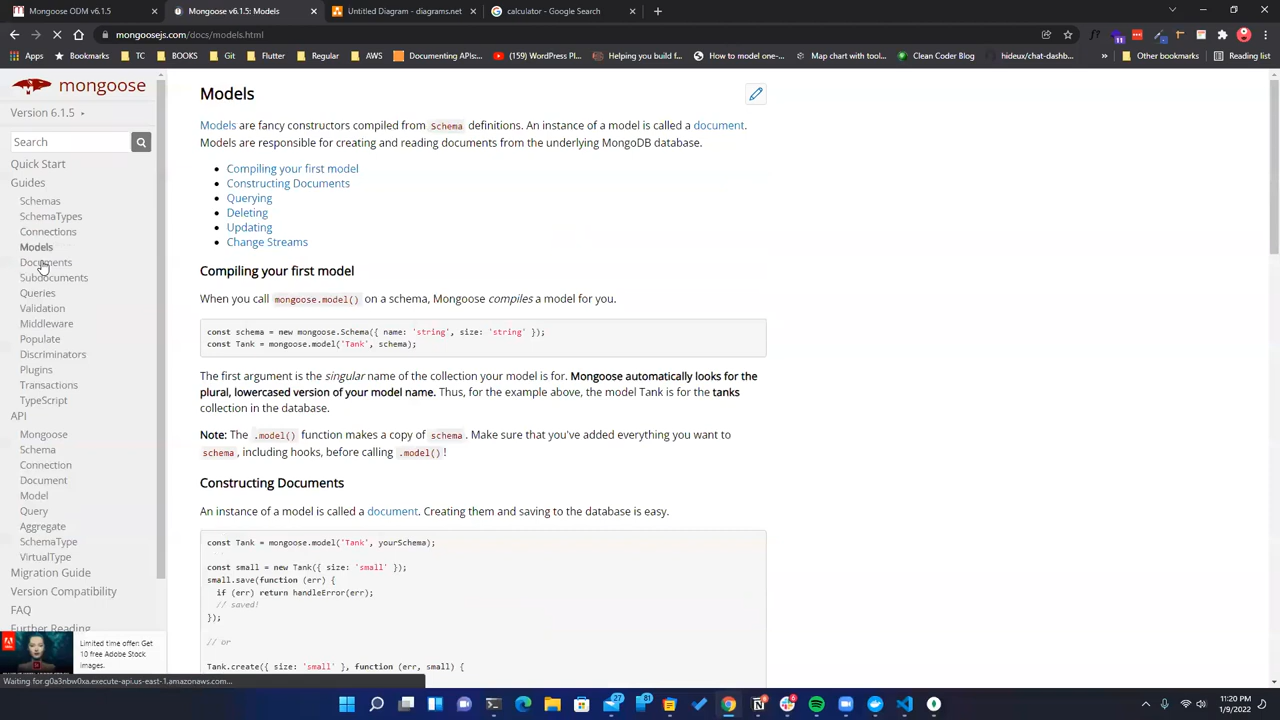 Mongoose ODM v6.1.5
Mongoose v6.1.5: Models
Untitled Diagram - diagrams.net
calculator - Google Search
mongoosejs.com/docs/models.html
Apps
Bookmarks
TC
BOOKS
Git
Flutter
Regular
AWS
Documenting APIs...
(159) WordPress Pl...
Helping you build f...
How to model one-...
Map chart with tool...
Clean Coder Blog
hideux/chat-dashb...
Other bookmarks
Reading list
mongoose
Version 6.1.5
Search
Quick Start
Guides
Schemas
SchemaTypes
Connections
Models
Documents
Subdocuments
Queries
Validation
Middleware
Populate
Discriminators
Plugins
Transactions
TypeScript
API
Mongoose
Schema
Connection
Document
Model
Query
Aggregate
SchemaType
VirtualType
Migration Guide
Version Compatibility
FAQ
Further Reading
Limited time offer: Get
10 free Adobe Stock
images.
Waiting for g0a3nbw0xa.execute-api.us-east-1.amazonaws.com...
Models
Models are fancy constructors compiled from Schema definitions. An instance of a model is called a document.
Models are responsible for creating and reading documents from the underlying MongoDB database.
Compiling your first model
Constructing Documents
Querying
Deleting
Updating
Change Streams
Compiling your first model
When you call mongoose.model() on a schema, Mongoose compiles a model for you.
const schema = new mongoose.Schema({ name: 'string', size: 'string' });
const Tank = mongoose.model('Tank', schema);
The first argument is the singular name of the collection your model is for. Mongoose automatically looks for the
plural, lowercased version of your model name. Thus, for the example above, the model Tank is for the tanks
collection in the database.
Note: The .model() function makes a copy of schema. Make sure that you've added everything you want to
schema, including hooks, before calling .model()!
Constructing Documents
An instance of a model is called a document. Creating them and saving to the database is easy.
const Tank = mongoose.model('Tank', yourSchema);
const small = new Tank({ size: 'small' });
small.save(function (err) {
if (err) return handleError(err);
// saved!
});
// or
Tank.create({ size: 'small' }, function (err, small) {
27
81
11:20 PM
1/9/2022